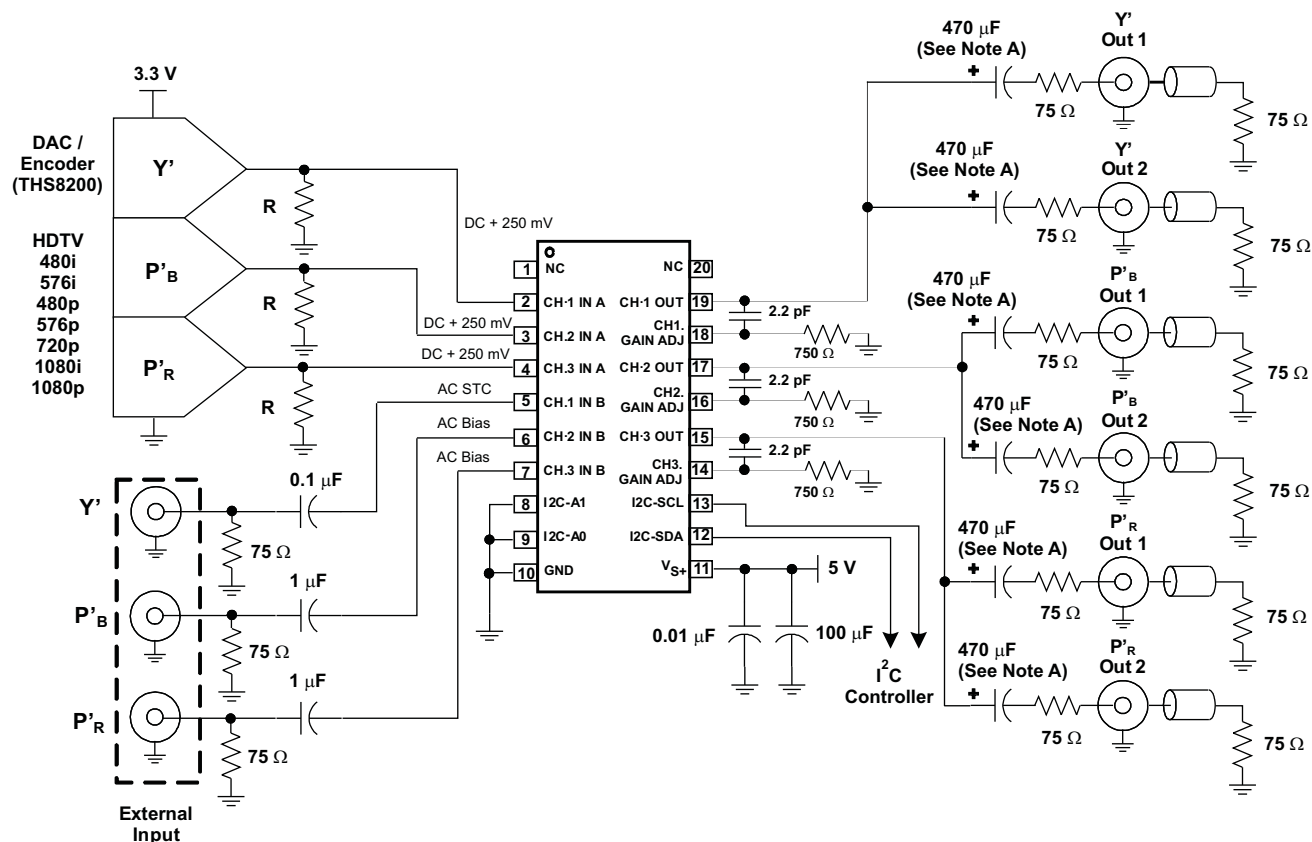 3.3 V
DAC /
Encoder
(THS8200)
HDTV
480i
576i
480p
576p
720p
1080i
1080p
Y'
P'B
P'R
R
R
R
DC + 250 mV
DC + 250 mV
DC + 250 mV
AC STC
AC Bias
AC Bias
Y'
75 Ω
0.1 μF
P'B
75 Ω
1 μF
P'R
75 Ω
1 μF
External
Input
1 NC
2 CH·1 IN A
3 CH.2 IN A
4 CH.3 IN A
5 CH.1 IN B
6 CH·2 IN B
7 CH.3 IN B
8 I2C-A1
9 I2C-A0
10 GND
NC 20
CH·1 OUT 19
CH1.
GAIN ADJ 18
CH·2 OUT 17
CH2.
GAIN ADJ 16
CH·3 OUT 15
CH3.
GAIN ADJ 14
I2C-SCL 13
I2C-SDA 12
VS+ 11
2.2 pF
750 Ω
2.2 pF
750 Ω
2.2 pF
750 Ω
5 V
0.01 μF
100 μF
I2C
Controller
470 μF
(See Note A)
+
75 Ω
Y'
Out 1
75 Ω
470 μF
(See Note A)
+
75 Ω
Y'
Out 2
75 Ω
470 μF
(See Note A)
+
75 Ω
P'B
Out 1
75 Ω
470 μF
(See Note A)
+
75 Ω
P'B
Out 2
75 Ω
470 μF
(See Note A)
+
75 Ω
P'R
Out 1
75 Ω
470 μF
(See Note A)
+
75 Ω
P'R
Out 2
75 Ω